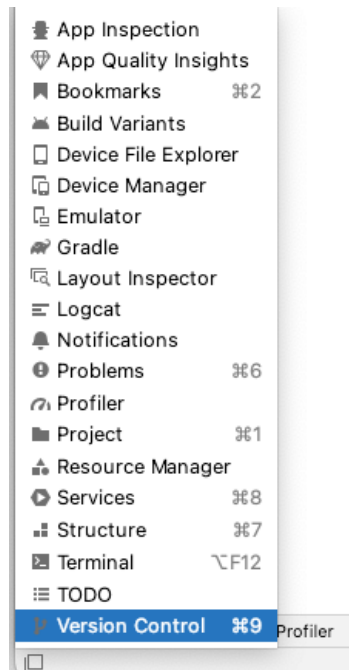 App Inspection
App Quality Insights
Bookmarks ⌘2
Build Variants
Device File Explorer
Device Manager
Emulator
Gradle
Layout Inspector
Logcat
Notifications
Problems ⌘6
Profiler
Project ⌘1
Resource Manager
Services ⌘8
Structure ⌘7
Terminal ⌥F12
TODO
Version Control ⌘9
Profiler